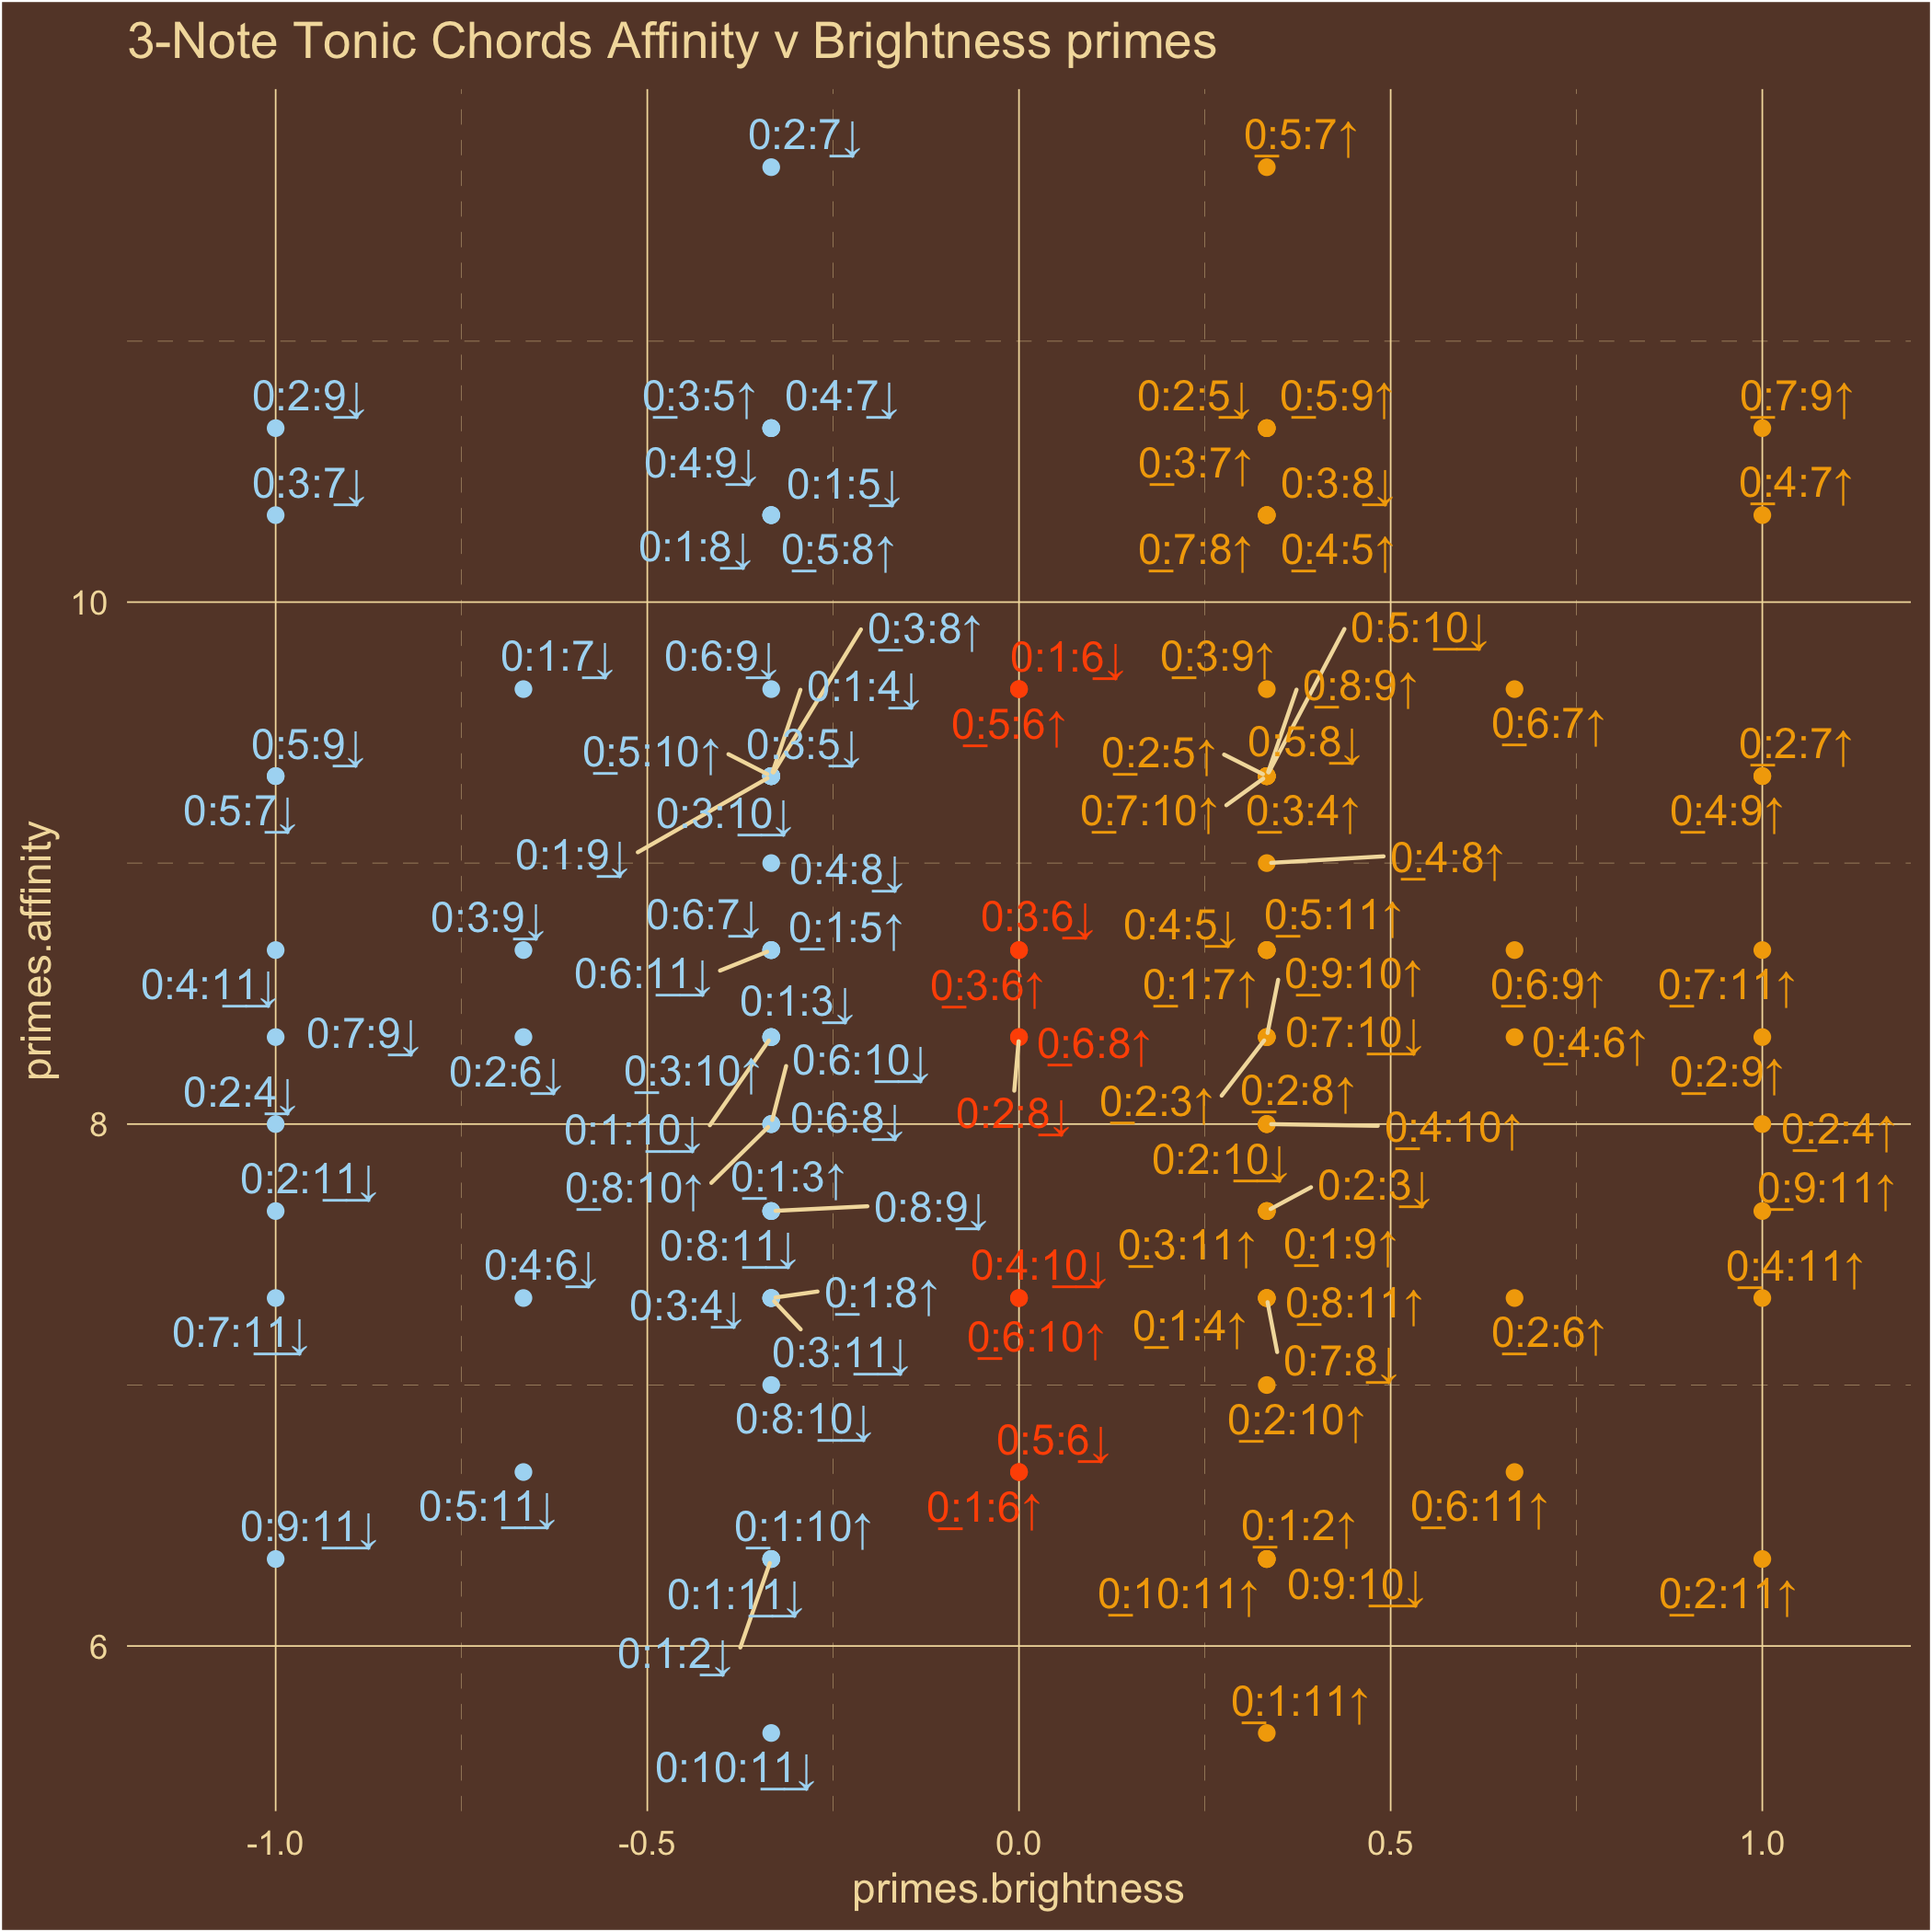 3-Note Tonic Chords Affinity v Brightness primes
0:2:7↓ 0:5:7↑
0:2:9↓ 0:3:5↑ 0:4:7↓ 0:2:5↓ 0:5:9↑ 0:7:9↑
0:4:9↓ 0:3:7↑
0:3:7↓ 0:1:5↓ 0:3:8↓ 0:4:7↑
0:1:8↓ 0:5:8↑ 0:7:8↑ 0:4:5↑
10
0:3:8↑ 0:5:10↓
0:1:7↓ 0:6:9↓ 0:1:6↓ 0:3:9↑
0:1:4↓ 0:8:9↑
0:5:6↑ 0:6:7↑
0:5:9↓ 0:5:10↑ 0:3:5↓ 0:2:5↑ 0:5:8↓ 0:2:7↑
0:5:7↓ 0:3:10↓ 0:7:10↑ 0:3:4↑ 0:4:9↑
0:1:9↓ 0:4:8↓ 0:4:8↑
0:3:9↓ 0:6:7↓ 0:1:5↑ 0:3:6↓ 0:4:5↓ 0:5:11↑
0:4:11↓ 0:6:11↓ 0:3:6↑ 0:1:7↑ 0:9:10↑ 0:6:9↑ 0:7:11↑
primes.affinity
0:7:9↓ 0:1:3↓ 0:6:8↑ 0:7:10↓ 0:4:6↑
0:2:6↓ 0:3:10↑ 0:6:10↓ 0:2:9↑
0:2:4↓ 0:2:3↑ 0:2:8↑
8
0:1:10↓ 0:6:8↓ 0:2:8↓ 0:4:10↑ 0:2:4↑
0:2:11↓ 0:8:10↑ 0:1:3↑ 0:2:10↓ 0:2:3↓ 0:9:11↑
0:8:9↓
0:4:6↓ 0:8:11↓ 0:4:10↓ 0:3:11↑ 0:1:9↑ 0:4:11↑
0:3:4↓ 0:1:8↑ 0:8:11↑
0:7:11↓ 0:3:11↓ 0:6:10↑ 0:1:4↑ 0:7:8↓ 0:2:6↑
0:8:10↓ 0:5:6↓ 0:2:10↑
0:5:11↓ 0:1:6↑ 0:6:11↑
0:9:11↓ 0:1:10↑ 0:1:2↑
0:1:11↓ 0:10:11↑ 0:9:10↓ 0:2:11↑
6
0:1:2↓
0:1:11↑
0:10:11↓
-1.0 -0.5 0.0 0.5 1.0
primes.brightness